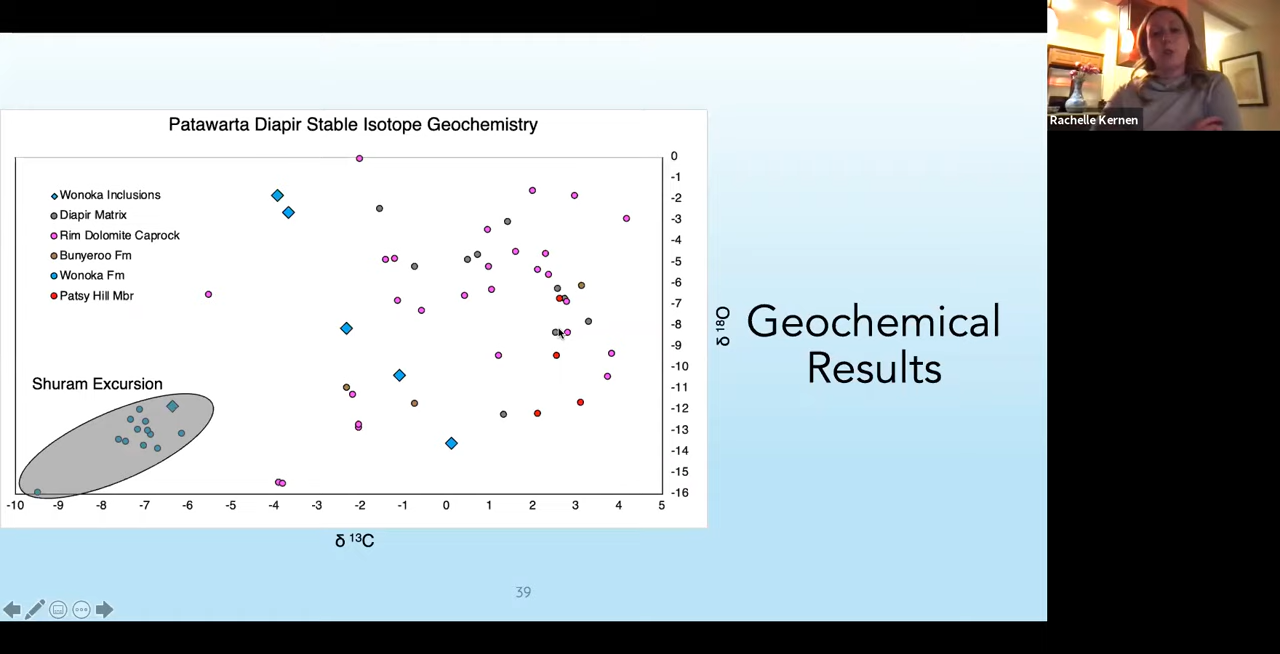 Patawarta Diapir Stable Isotope Geochemistry
Wonoka Inclusions
Diapir Matrix
Rim Dolomite Caprock
Bunyeroo Fm
Wonoka Fm
Patsy Hill Mbr
Shuram Excursion
0
-1
-2
-3
-4
-5
-6
-7
-8
-9
-10
-11
-12
-13
-14
-15
-16
-10 -9 -8 -7 -6 -5 -4 -3 -2 -1 0 1 2 3 4 5
δ ¹³C
δ ¹⁸O
Geochemical
Results
39
Rachelle Kernen